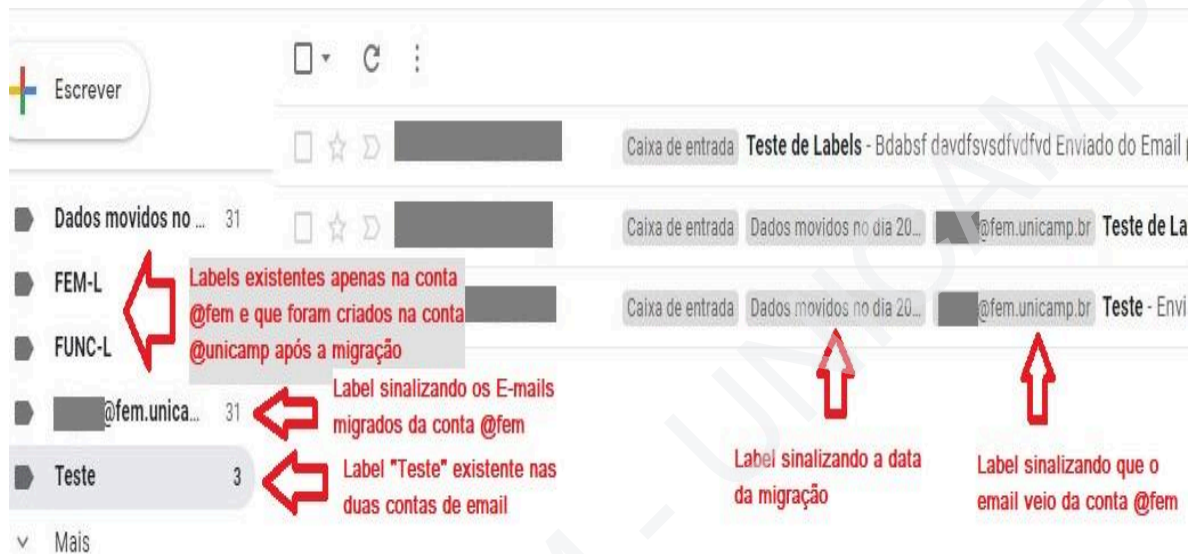 Escrever
Caixa de entrada Teste de Labels - Bdabsf davdfsvsdfvdfvd Enviado do Email
Dados movidos no ... 31
Caixa de entrada Dados movidos no dia 20... @fem.unicamp.br Teste de La
FEM-L
Labels existentes apenas na conta
@fem e que foram criados na conta
@unicamp após a migração
Caixa de entrada Dados movidos no dia 20... @fem.unicamp.br Teste - Envi
FUNC-L
@fem.unica... 31
Label sinalizando os E-mails
migrados da conta @fem
Teste 3
Label "Teste" existente nas
duas contas de email
Label sinalizando a data
da migração
Label sinalizando que o
email veio da conta @fem
Mais
- UNICAMP